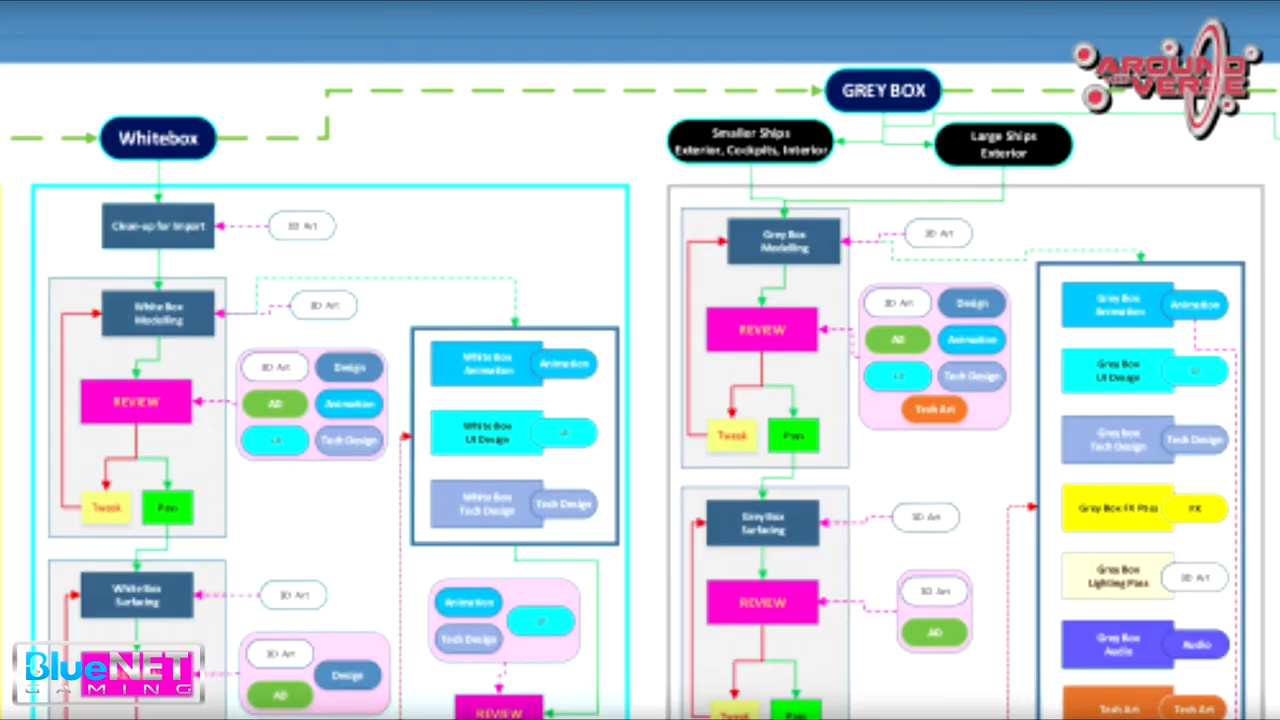 AROUND
THE
VERSE
GREY BOX
Whitebox
Smaller Ships
Exterior, Cockpits, Interior
Large Ships
Exterior
Clean-up for Import
3D Art
White Box
Modelling
3D Art
REVIEW
3D Art
Design
AD
Animation
UI
Tech Design
Tweak
Pass
White Box
Surfacing
3D Art
3D Art
Design
AD
White Box
Animation
Animation
White Box
UI Design
UI
White Box
Tech Design
Tech Design
Animation
UI
Tech Design
REVIEW
Grey Box
Modelling
3D Art
REVIEW
3D Art
Design
AD
Animation
UI
Tech Design
Tech Art
Tweak
Pass
Grey Box
Surfacing
3D Art
REVIEW
3D Art
AD
Tweak
Pass
Grey Box
Animation
Animation
Grey Box
UI Design
UI
Grey box
Tech Design
Tech Design
Grey Box FX Pass
FX
Grey Box
Lighting Pass
3D Art
Grey Box
Audio
Audio
Tech Art
Tech Art
BlueNET
GAMING